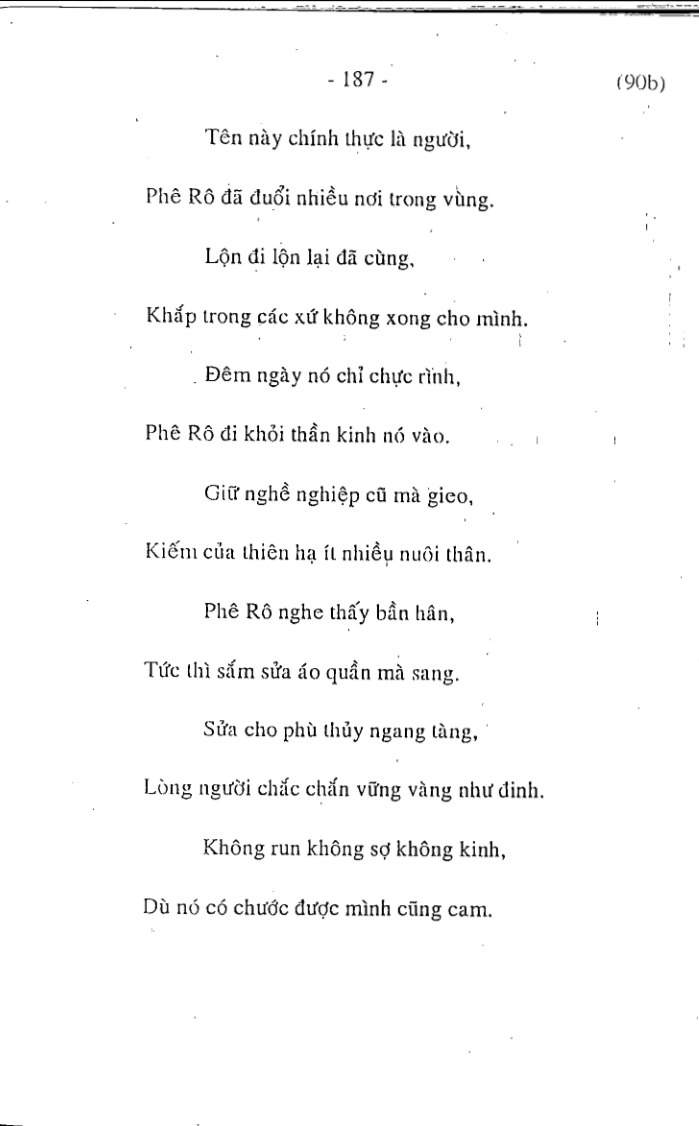 - 187 - (90b)
Tên này chính thực là người,
Phê Rô đã đuổi nhiều nơi trong vùng.
Lộn đi lộn lại đã cùng,
Khắp trong các xứ không xong cho mình.
Đêm ngày nó chỉ chực rình,
Phê Rô đi khỏi thần kinh nó vào.
Giữ nghề nghiệp cũ mà gieo,
Kiếm của thiên hạ ít nhiều nuôi thân.
Phê Rô nghe thấy bần hân,
Tức thì sắm sửa áo quần mà sang.
Sửa cho phù thủy ngang tàng,
Lòng người chắc chắn vững vàng như đinh.
Không run không sợ không kinh,
Dù nó có chước được mình cũng cam.